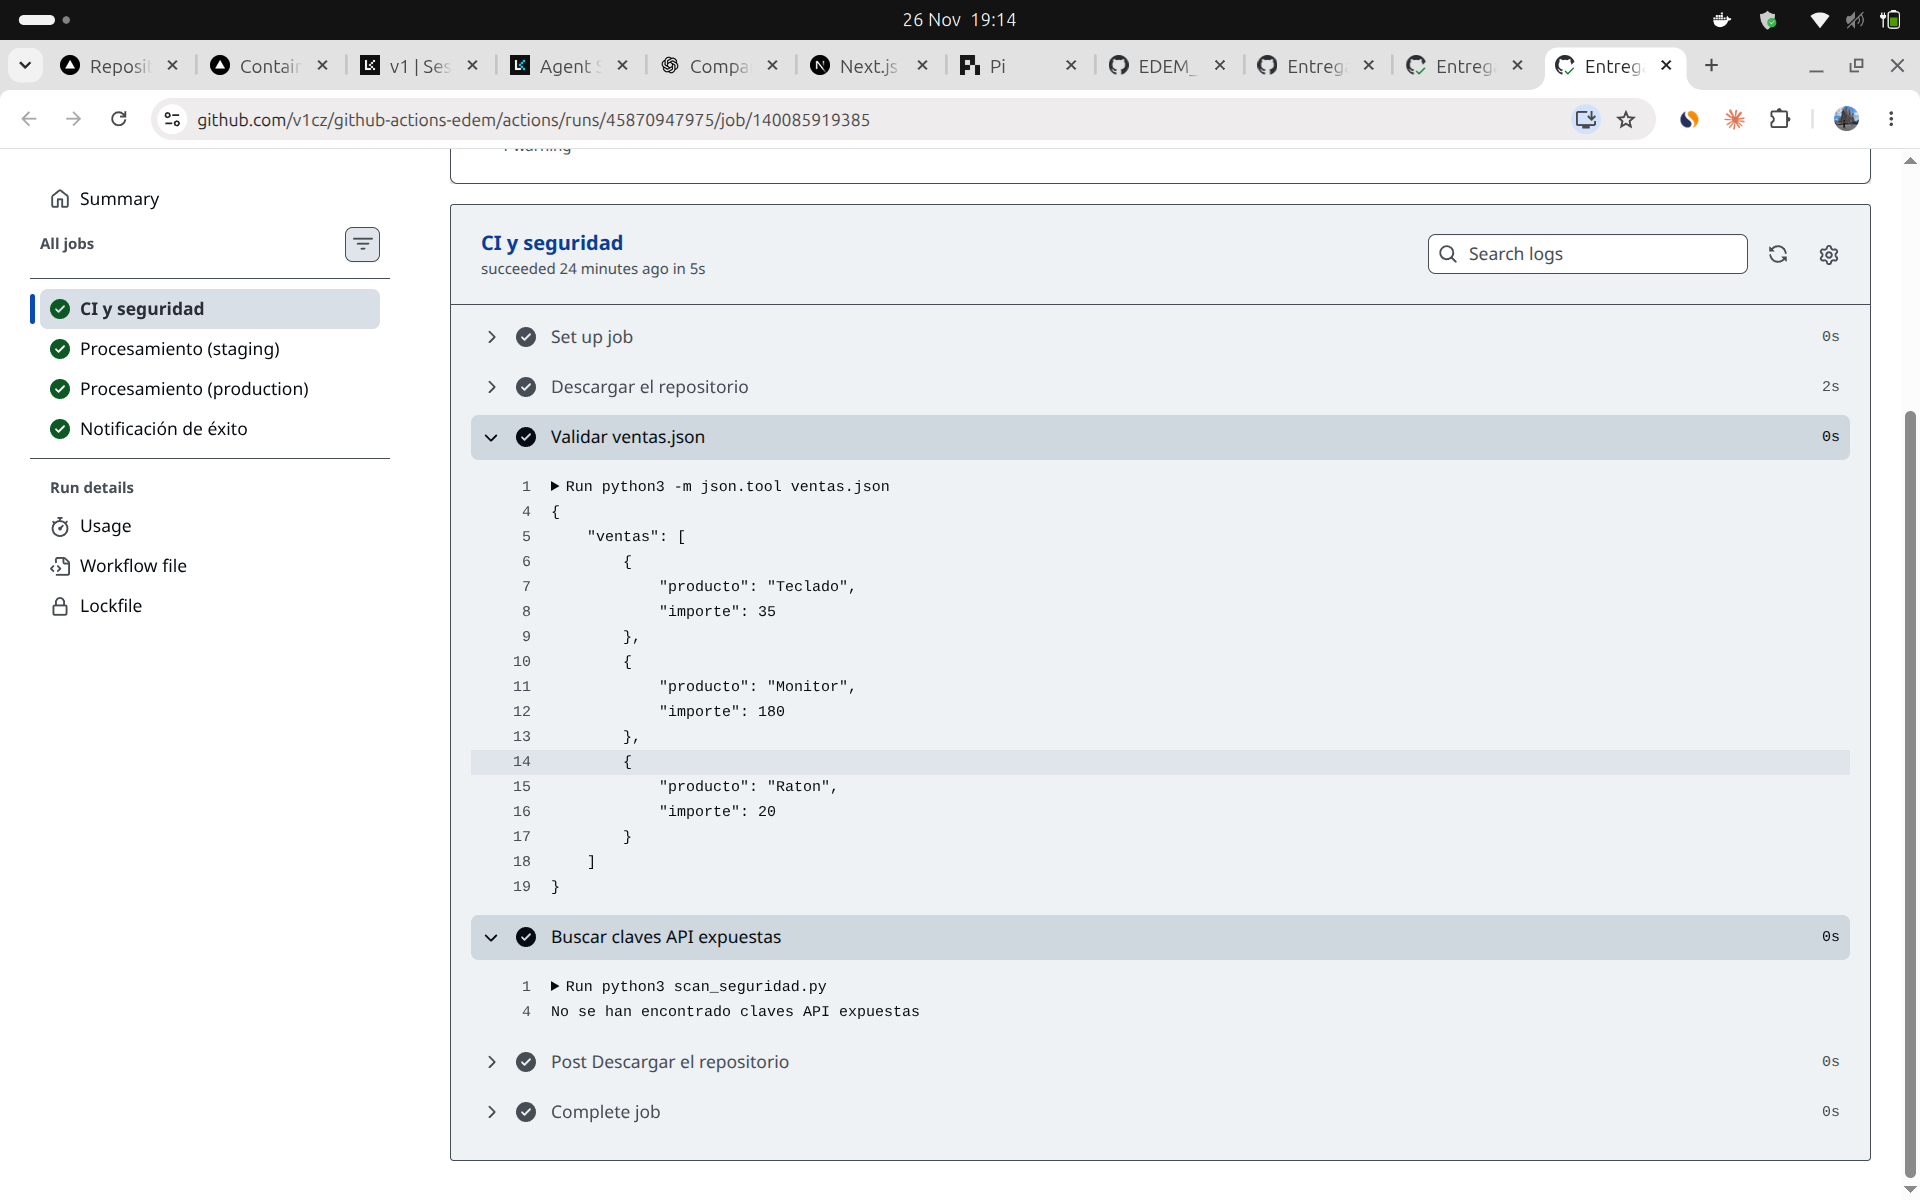 26 Nov 19:14
Reposit
Contain
v1 | Ses
Agent S
Compa
Next.js
Pi
EDEM_
Entreg
Entreg
Entreg
github.com/v1cz/github-actions-edem/actions/runs/45870947975/job/140085919385
Summary
All jobs
CI y seguridad
Procesamiento (staging)
Procesamiento (production)
Notificación de éxito
Run details
Usage
Workflow file
Lockfile
warning
CI y seguridad
succeeded 24 minutes ago in 5s
Search logs
Set up job 0s
Descargar el repositorio 2s
Validar ventas.json 0s
1 Run python3 -m json.tool ventas.json
4 {
5 "ventas": [
6 {
7 "producto": "Teclado",
8 "importe": 35
9 },
10 {
11 "producto": "Monitor",
12 "importe": 180
13 },
14 {
15 "producto": "Raton",
16 "importe": 20
17 }
18 ]
19 }
Buscar claves API expuestas 0s
1 Run python3 scan_seguridad.py
4 No se han encontrado claves API expuestas
Post Descargar el repositorio 0s
Complete job 0s